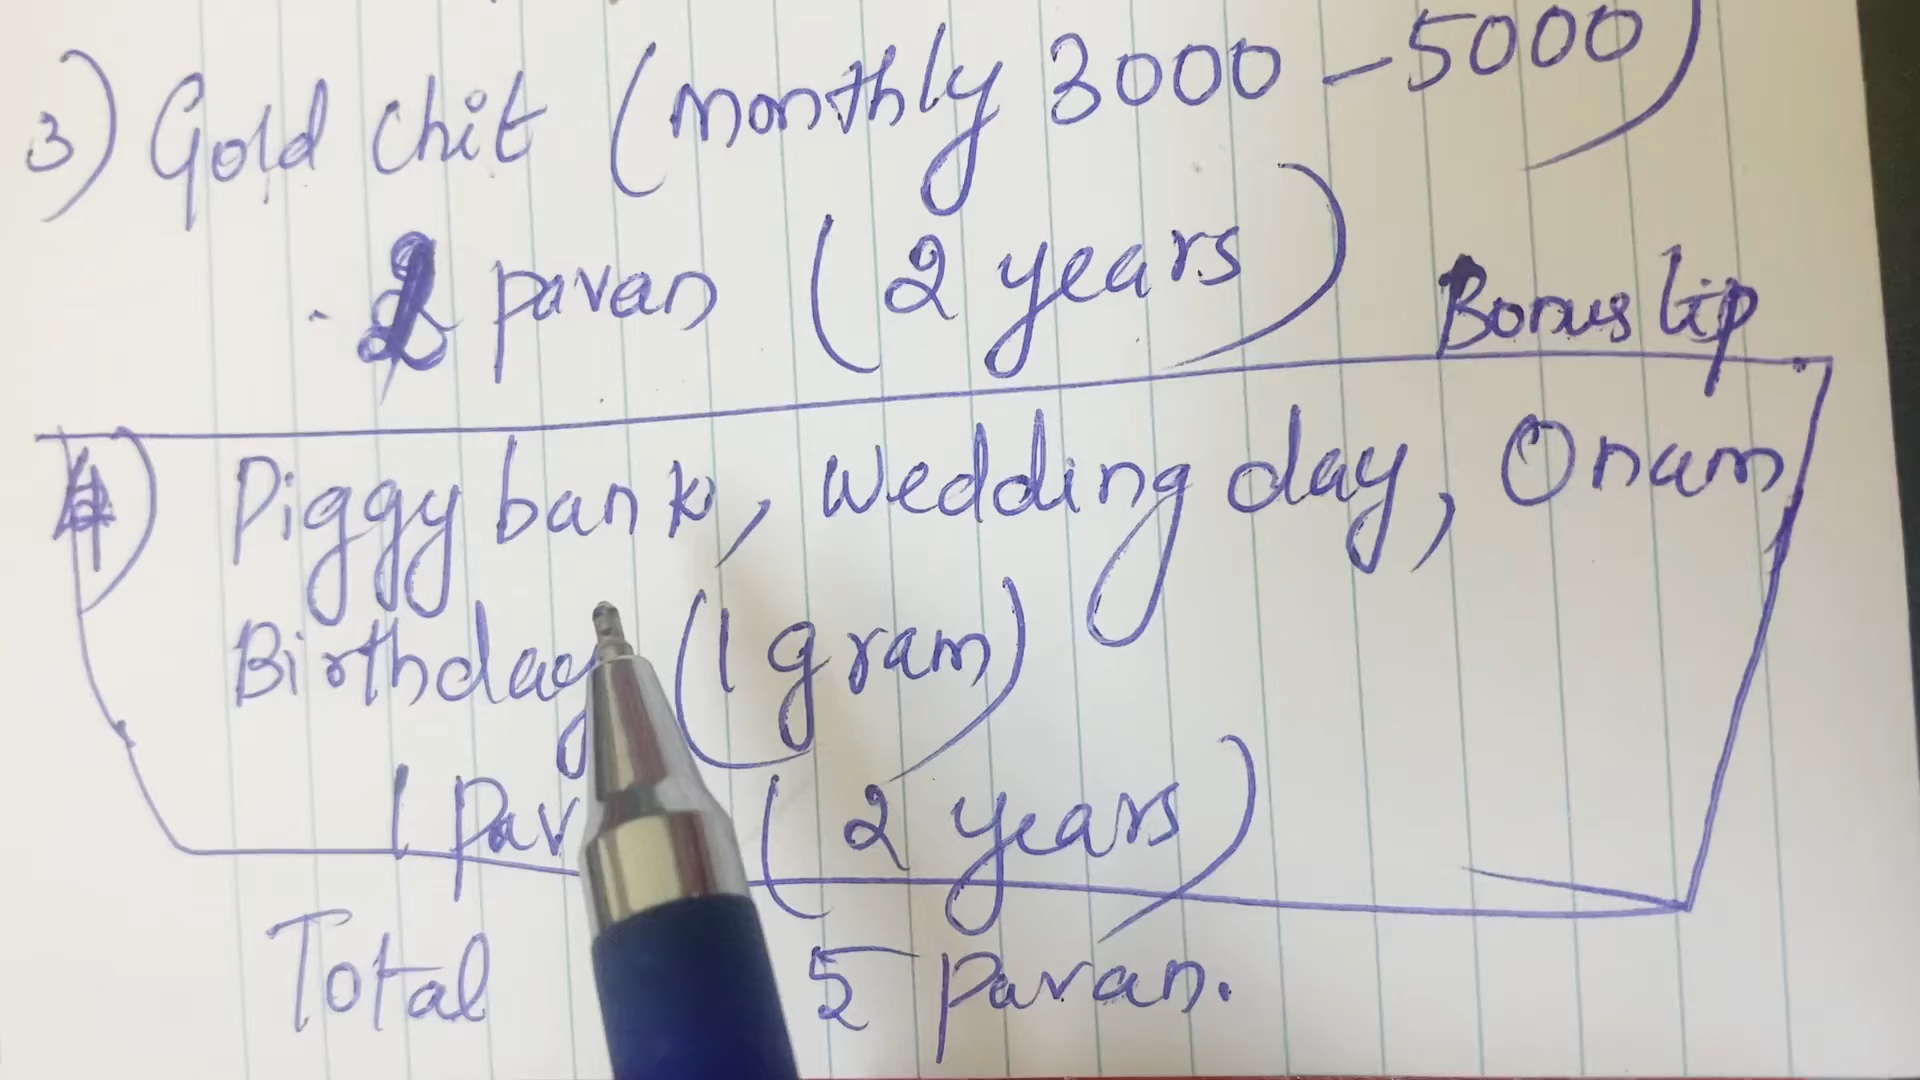 3) Gold chit (monthly 3000 - 5000)
pavan (2 years)
Bonus tip
4) Piggy bank, Wedding day, Onam
Birthday (1 gram)
1 Pav (2 years)
Total 5 Pavan.